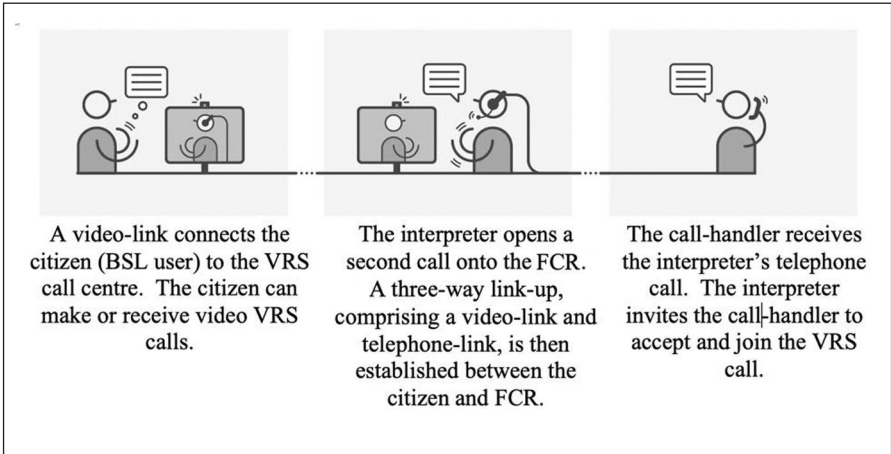 A video-link connects the
citizen (BSL user) to the VRS
call centre.  The citizen can
make or receive video VRS
calls.
The interpreter opens a
second call onto the FCR.
A three-way link-up,
comprising a video-link and
telephone-link, is then
established between the
citizen and FCR.
The call-handler receives
the interpreter's telephone
call.  The interpreter
invites the call-handler to
accept and join the VRS
call.